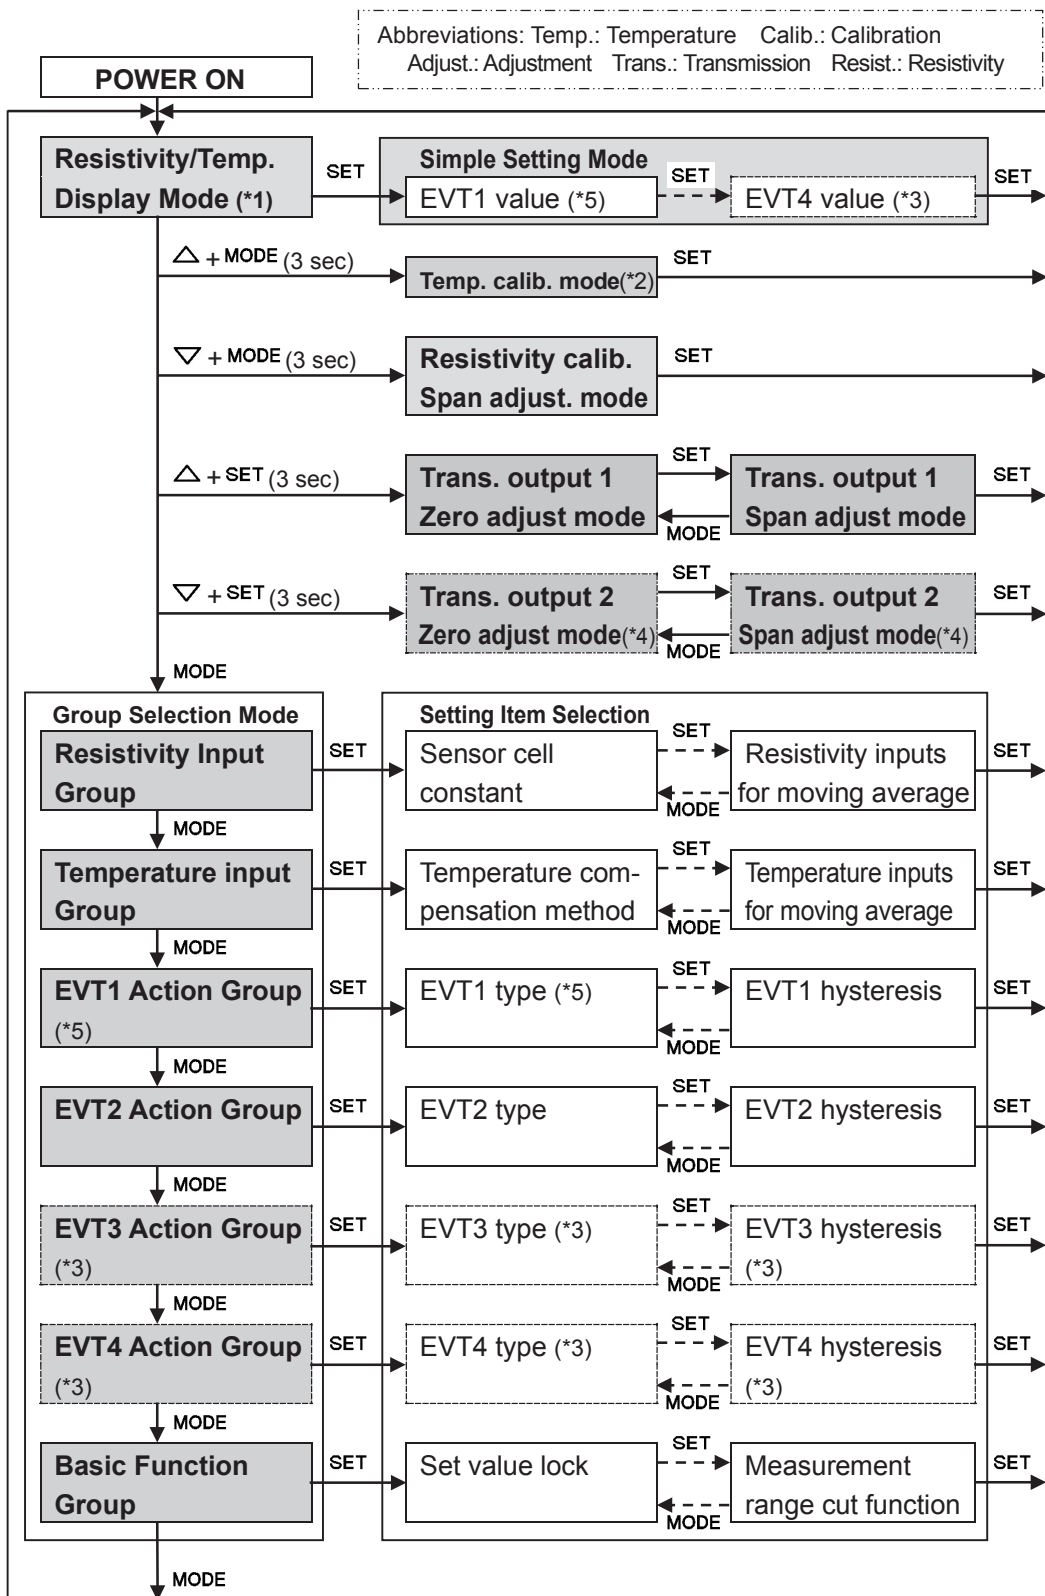 Abbreviations: Temp.: Temperature Calib.: Calibration
Adjust.: Adjustment Trans.: Transmission Resist.: Resistivity
POWER ON
Resistivity/Temp.
Display Mode (*1)
SET
Simple Setting Mode
EVT1 value (*5)
SET
EVT4 value (*3)
SET
△ + MODE (3 sec)
Temp. calib. mode(*2)
SET
▽ + MODE (3 sec)
Resistivity calib.
Span adjust. mode
SET
△ + SET (3 sec)
Trans. output 1
Zero adjust mode
SET
MODE
Trans. output 1
Span adjust mode
SET
▽ + SET (3 sec)
Trans. output 2
Zero adjust mode(*4)
SET
MODE
Trans. output 2
Span adjust mode(*4)
SET
MODE
Group Selection Mode
Setting Item Selection
Resistivity Input
Group
SET
Sensor cell
constant
SET
MODE
Resistivity inputs
for moving average
SET
MODE
Temperature input
Group
SET
Temperature com-
pensation method
SET
MODE
Temperature inputs
for moving average
SET
MODE
EVT1 Action Group
(*5)
SET
EVT1 type (*5)
SET
MODE
EVT1 hysteresis
SET
MODE
EVT2 Action Group
SET
EVT2 type
SET
MODE
EVT2 hysteresis
SET
MODE
EVT3 Action Group
(*3)
SET
EVT3 type (*3)
SET
MODE
EVT3 hysteresis
(*3)
SET
MODE
EVT4 Action Group
(*3)
SET
EVT4 type (*3)
SET
MODE
EVT4 hysteresis
(*3)
SET
MODE
Basic Function
Group
SET
Set value lock
SET
MODE
Measurement
range cut function
SET
MODE